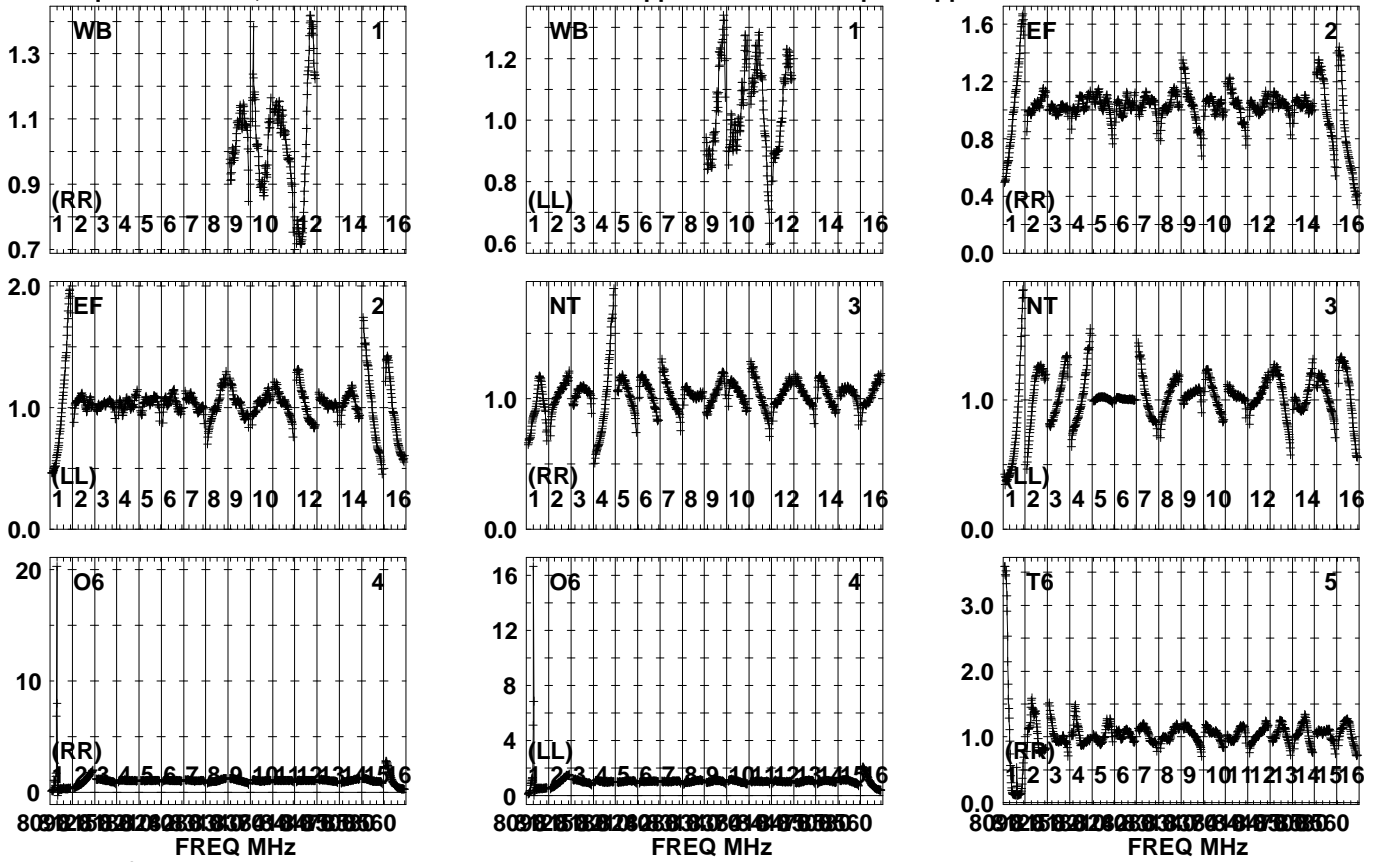 WB 1
1.3
1.1
0.9
0.7
(RR)
1 2 3 4 5 6 7 8 9 10 12 14 16
WB 1
1.2
1.0
0.8
0.6
(LL)
1 2 3 4 5 6 7 8 9 10 12 14 16
EF 2
1.6
1.2
0.8
0.4
0.0
(RR)
1 2 3 4 5 6 7 8 9 10 12 14 16
EF 2
2.0
1.0
0.0
(LL)
1 2 3 4 5 6 7 8 9 10 12 14 16
NT 3
1.0
0.0
(RR)
1 2 3 4 5 6 7 8 9 10 12 14 16
NT 3
1.0
0.0
(LL)
1 2 3 4 5 6 7 8 9 10 12 14 16
O6 4
20
10
0
(RR)
1 2 3 4 5 6 7 8 9 10 11 12 13 14 15 16
FREQ MHz
O6 4
16
12
8
4
0
(LL)
1 2 3 4 5 6 7 8 9 10 11 12 13 14 15 16
FREQ MHz
T6 5
3.0
2.0
1.0
0.0
(RR)
1 2 3 4 5 6 7 8 9 10 11 12 13 14 15 16
FREQ MHz